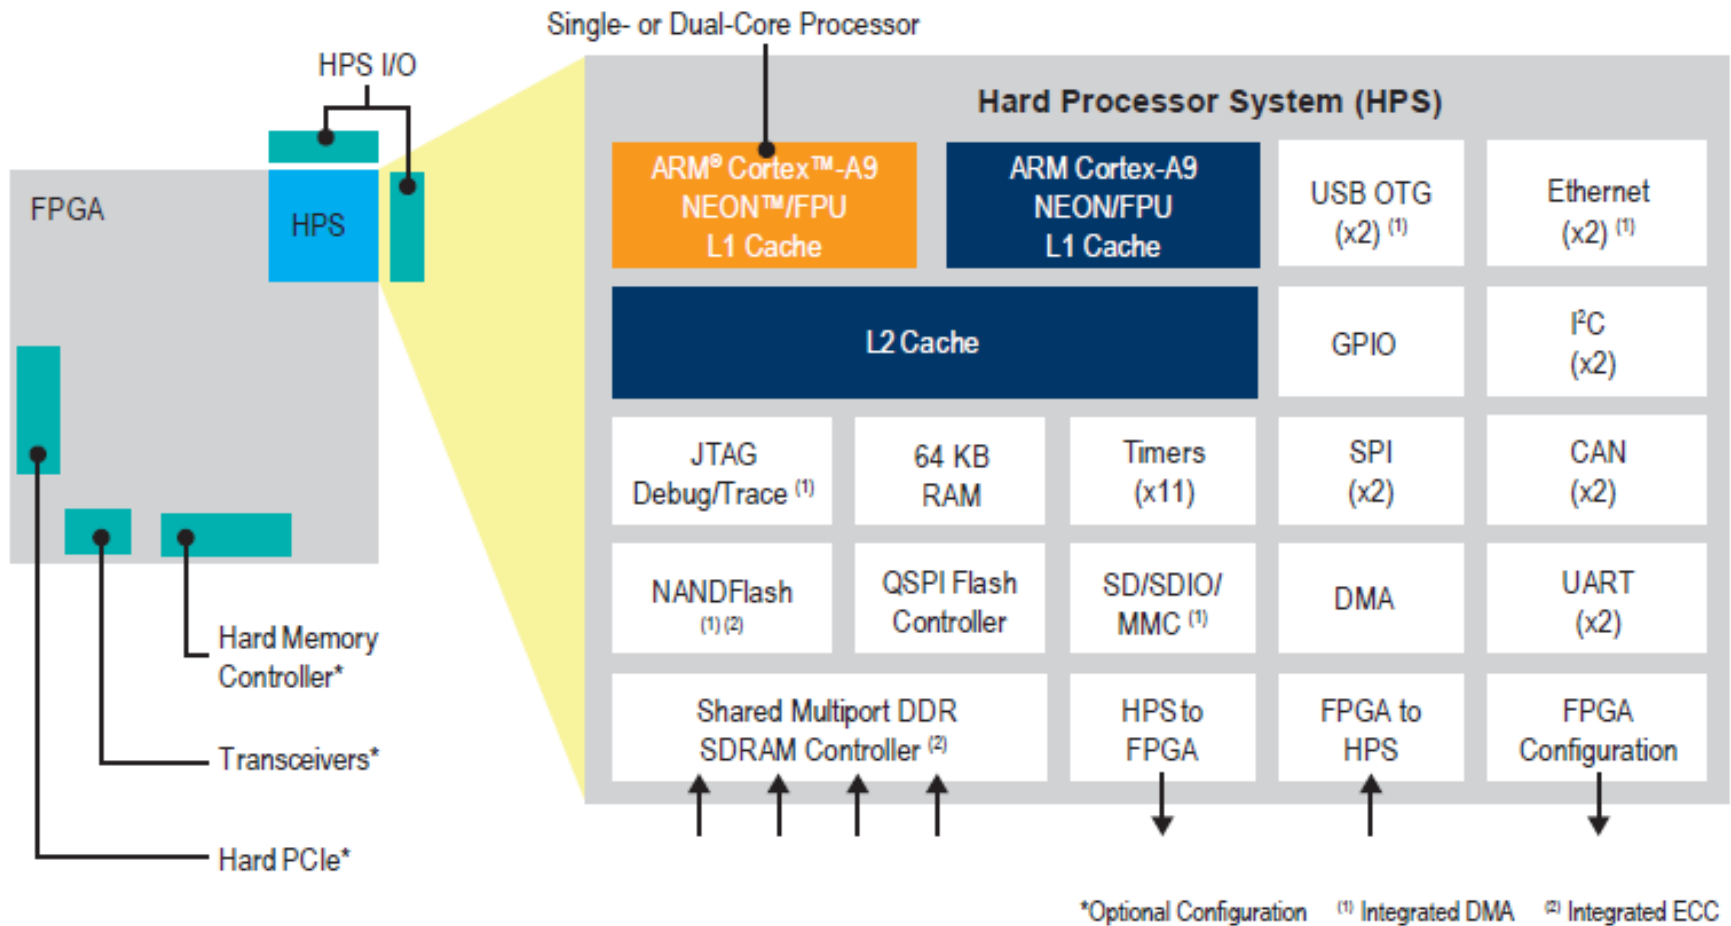 Single- or Dual-Core Processor
HPS I/O
FPGA
HPS
Hard Memory
Controller*
Transceivers*
Hard PCIe*
Hard Processor System (HPS)
ARM® Cortex™-A9
NEON™/FPU
L1 Cache
ARM Cortex-A9
NEON/FPU
L1 Cache
USB OTG
(x2) (1)
Ethernet
(x2) (1)
L2 Cache
GPIO
I²C
(x2)
JTAG
Debug/Trace (1)
64 KB
RAM
Timers
(x11)
SPI
(x2)
CAN
(x2)
NANDFlash
(1) (2)
QSPI Flash
Controller
SD/SDIO/
MMC (1)
DMA
UART
(x2)
Shared Multiport DDR
SDRAM Controller (2)
HPS to
FPGA
FPGA to
HPS
FPGA
Configuration
*Optional Configuration (1) Integrated DMA (2) Integrated ECC